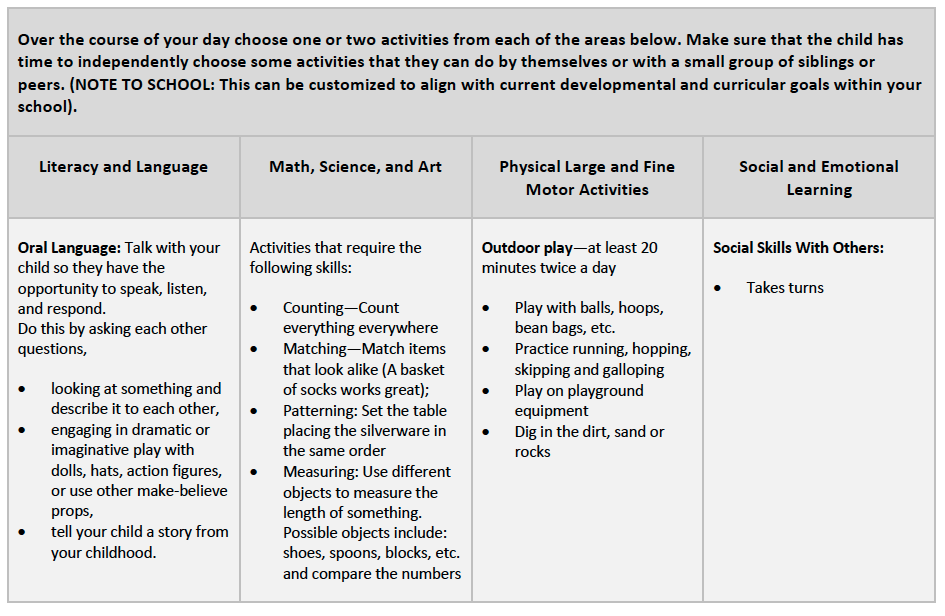 Over the course of your day choose one or two activities from each of the areas below. Make sure that the child has
time to independently choose some activities that they can do by themselves or with a small group of siblings or
peers. (NOTE TO SCHOOL: This can be customized to align with current developmental and curricular goals within your
school).
Literacy and Language
Math, Science, and Art
Physical Large and Fine
Motor Activities
Social and Emotional
Learning
Oral Language: Talk with your
child so they have the
opportunity to speak, listen,
and respond.
Do this by asking each other
questions,
• looking at something and
describe it to each other,
• engaging in dramatic or
imaginative play with
dolls, hats, action figures,
or use other make-believe
props,
• tell your child a story from
your childhood.
Activities that require the
following skills:
• Counting—Count
everything everywhere
• Matching—Match items
that look alike (A basket
of socks works great);
• Patterning: Set the table
placing the silverware in
the same order
• Measuring: Use different
objects to measure the
length of something.
Possible objects include:
shoes, spoons, blocks, etc.
and compare the numbers
Outdoor play—at least 20
minutes twice a day
• Play with balls, hoops,
bean bags, etc.
• Practice running, hopping,
skipping and galloping
• Play on playground
equipment
• Dig in the dirt, sand or
rocks
Social Skills With Others:
• Takes turns